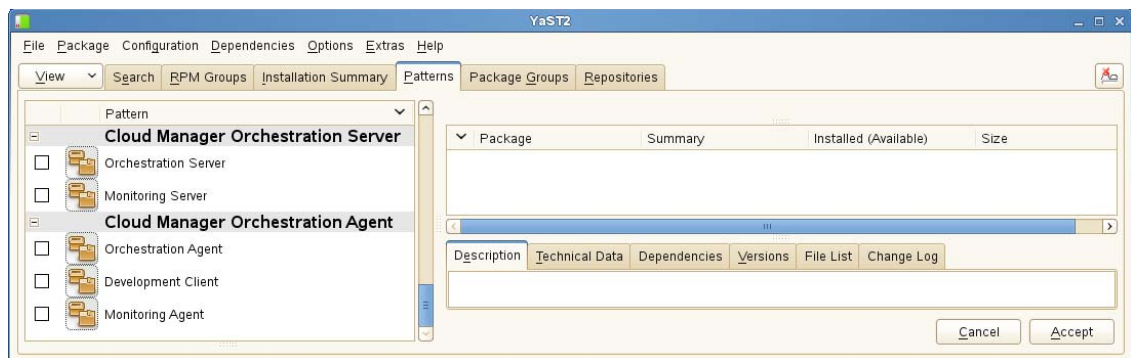 YaST2
File Package Configuration Dependencies Options Extras Help
View Search RPM Groups Installation Summary Patterns Package Groups Repositories
Pattern
Cloud Manager Orchestration Server
Orchestration Server
Monitoring Server
Cloud Manager Orchestration Agent
Orchestration Agent
Development Client
Monitoring Agent
Package Summary Installed (Available) Size
Description Technical Data Dependencies Versions File List Change Log
Cancel Accept